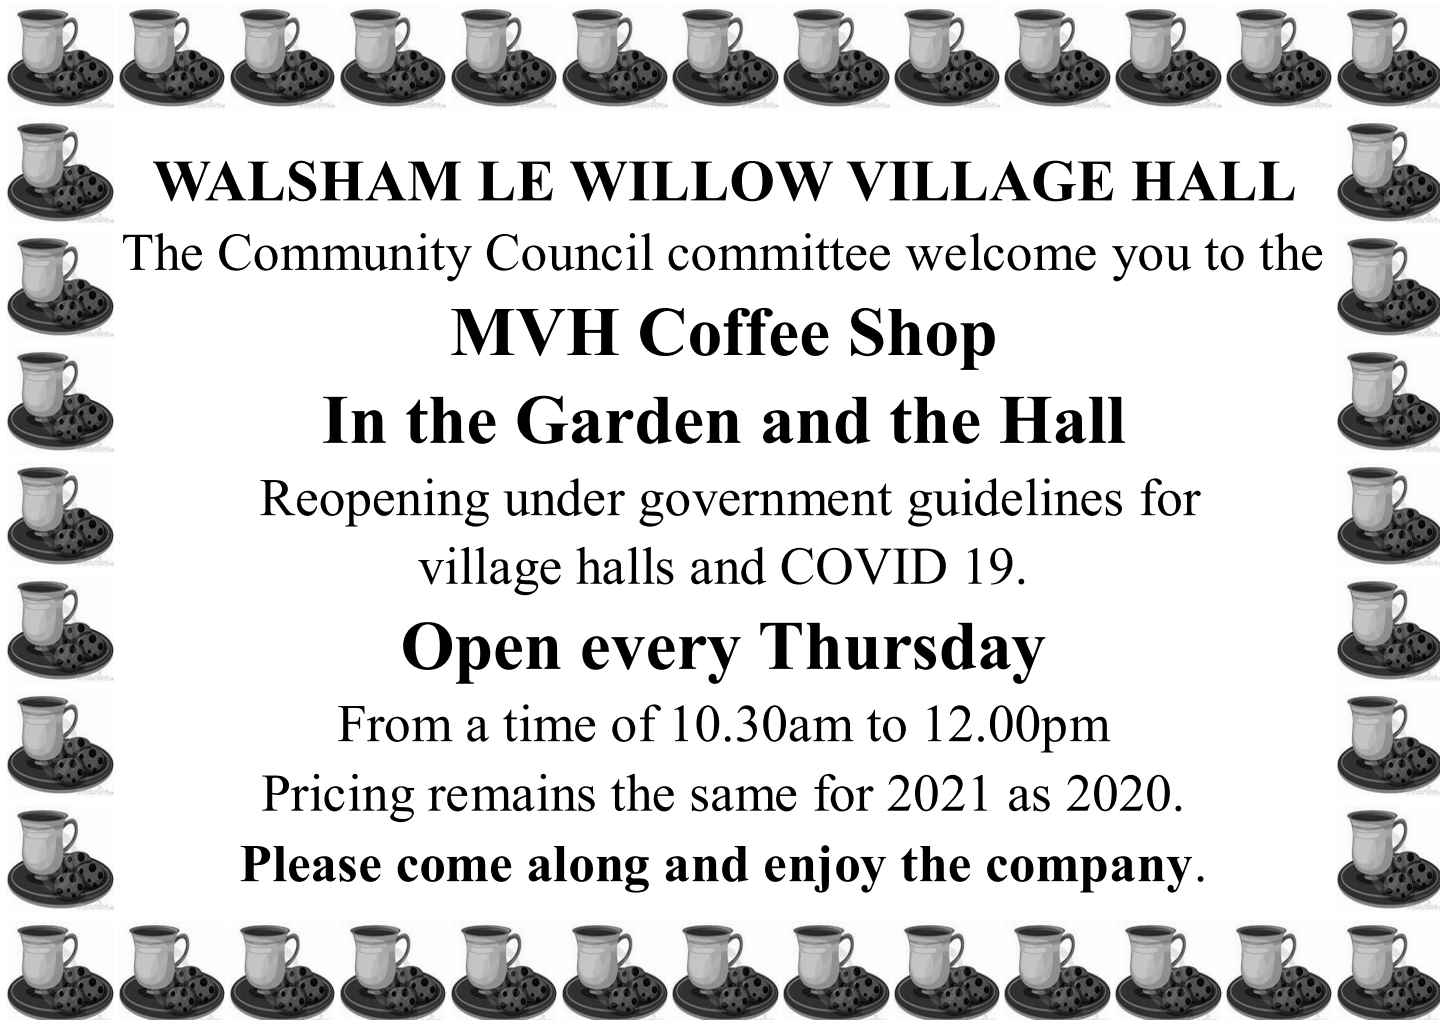 WALSHAM LE WILLOW VILLAGE HALL
The Community Council committee welcome you to the
MVH Coffee Shop
In the Garden and the Hall
Reopening under government guidelines for
village halls and COVID 19.
Open every Thursday
From a time of 10.30am to 12.00pm
Pricing remains the same for 2021 as 2020.
Please come along and enjoy the company.